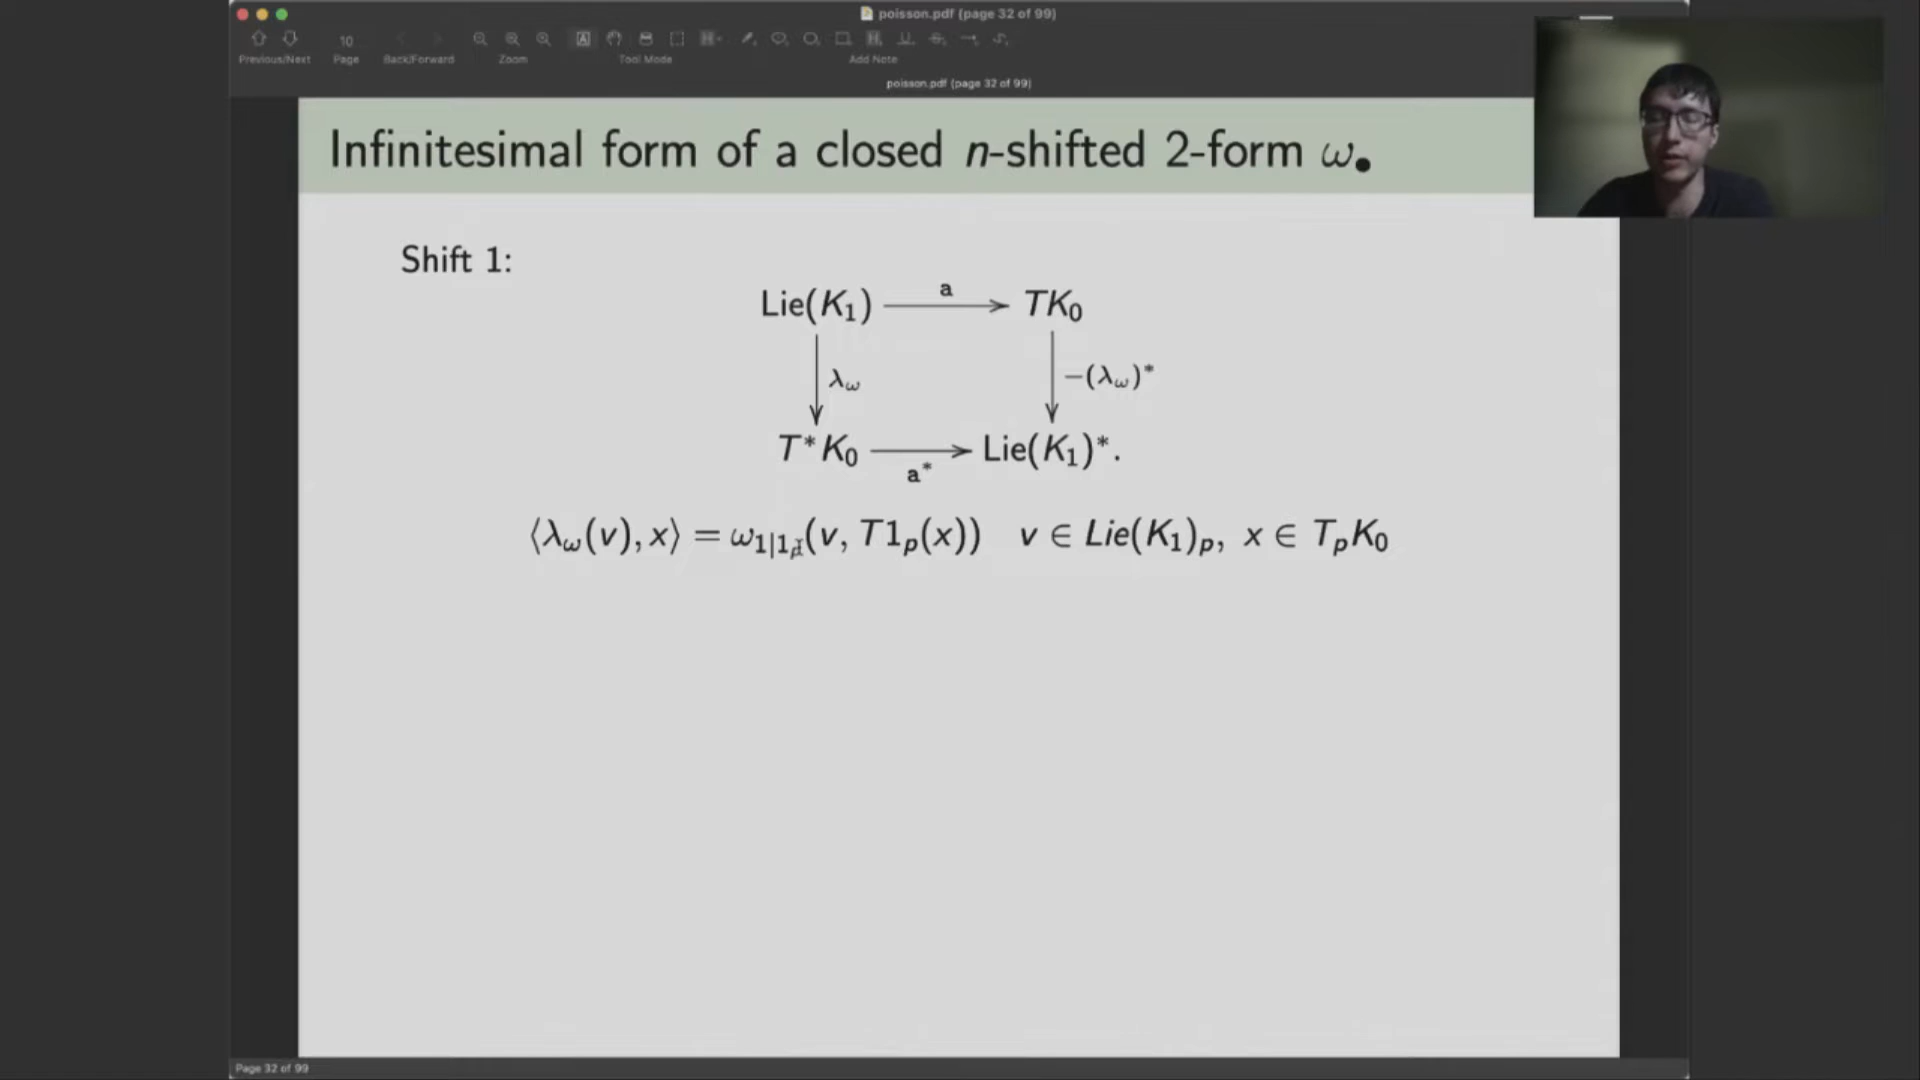 poisson.pdf (page 32 of 99)
10
Previous/Next Page Back/Forward Zoom Tool Mode Add Note
poisson.pdf (page 32 of 99)
Infinitesimal form of a closed n-shifted 2-form ω•
Shift 1:
Lie(K₁) a TK₀
λ_ω −(λ_ω)*
T*K₀ a* Lie(K₁)*.
⟨λ_ω(v), x⟩ = ω_{1|1_p}(v, T1_p(x)) v ∈ Lie(K₁)_p, x ∈ T_pK₀
Page 32 of 99